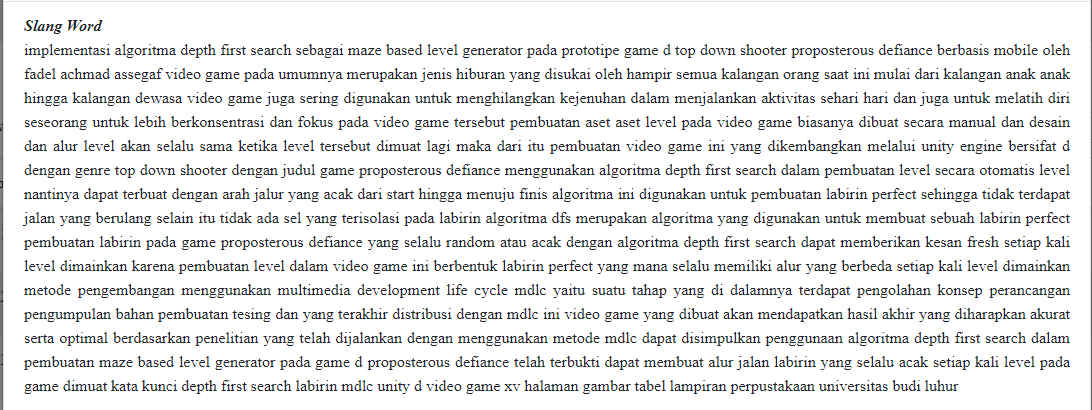 Slang Word
implementasi algoritma depth first search sebagai maze based level generator pada prototipe game d top down shooter proposterous defiance berbasis mobile oleh
fadel achmad assegaf video game pada umumnya merupakan jenis hiburan yang disukai oleh hampir semua kalangan orang saat ini mulai dari kalangan anak anak
hingga kalangan dewasa video game juga sering digunakan untuk menghilangkan kejenuhan dalam menjalankan aktivitas sehari hari dan juga untuk melatih diri
seseorang untuk lebih berkonsentrasi dan fokus pada video game tersebut pembuatan aset aset level pada video game biasanya dibuat secara manual dan desain
dan alur level akan selalu sama ketika level tersebut dimuat lagi maka dari itu pembuatan video game ini yang dikembangkan melalui unity engine bersifat d
dengan genre top down shooter dengan judul game proposterous defiance menggunakan algoritma depth first search dalam pembuatan level secara otomatis level
nantinya dapat terbuat dengan arah jalur yang acak dari start hingga menuju finis algoritma ini digunakan untuk pembuatan labirin perfect sehingga tidak terdapat
jalan yang berulang selain itu tidak ada sel yang terisolasi pada labirin algoritma dfs merupakan algoritma yang digunakan untuk membuat sebuah labirin perfect
pembuatan labirin pada game proposterous defiance yang selalu random atau acak dengan algoritma depth first search dapat memberikan kesan fresh setiap kali
level dimainkan karena pembuatan level dalam video game ini berbentuk labirin perfect yang mana selalu memiliki alur yang berbeda setiap kali level dimainkan
metode pengembangan menggunakan multimedia development life cycle mdlc yaitu suatu tahap yang di dalamnya terdapat pengolahan konsep perancangan
pengumpulan bahan pembuatan tesing dan yang terakhir distribusi dengan mdlc ini video game yang dibuat akan mendapatkan hasil akhir yang diharapkan akurat
serta optimal berdasarkan penelitian yang telah dijalankan dengan menggunakan metode mdlc dapat disimpulkan penggunaan algoritma depth first search dalam
pembuatan maze based level generator pada game d proposterous defiance telah terbukti dapat membuat alur jalan labirin yang selalu acak setiap kali level pada
game dimuat kata kunci depth first search labirin mdlc unity d video game xv halaman gambar tabel lampiran perpustakaan universitas budi luhur